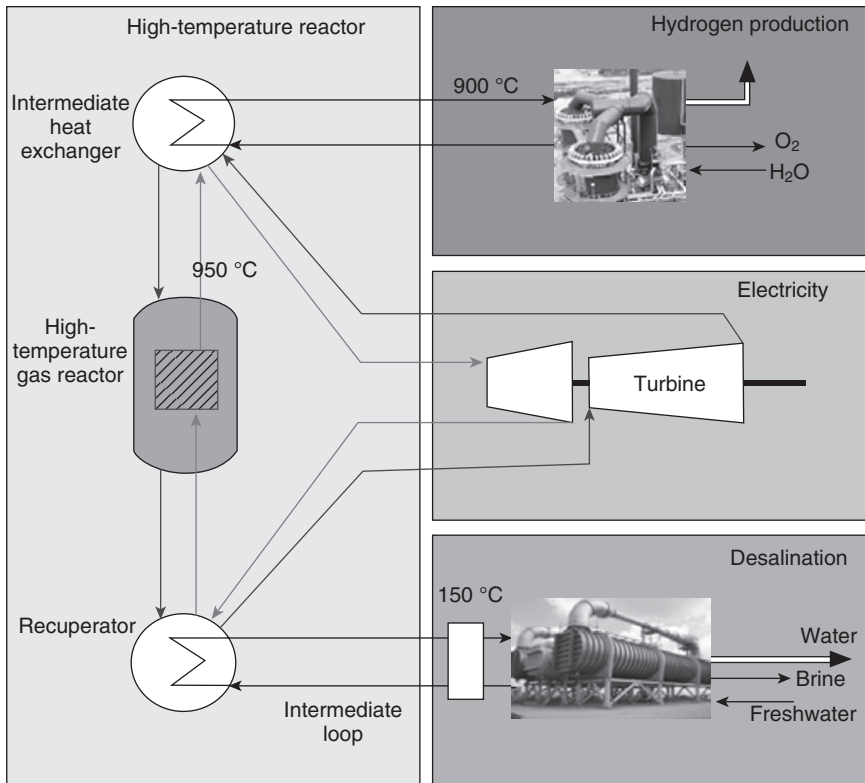 High-temperature reactor
Intermediate
heat
exchanger
950 °C
High-
temperature
gas reactor
Recuperator
Intermediate
loop
Hydrogen production
900 °C
O₂
H₂O
Electricity
Turbine
Desalination
150 °C
Water
Brine
Freshwater